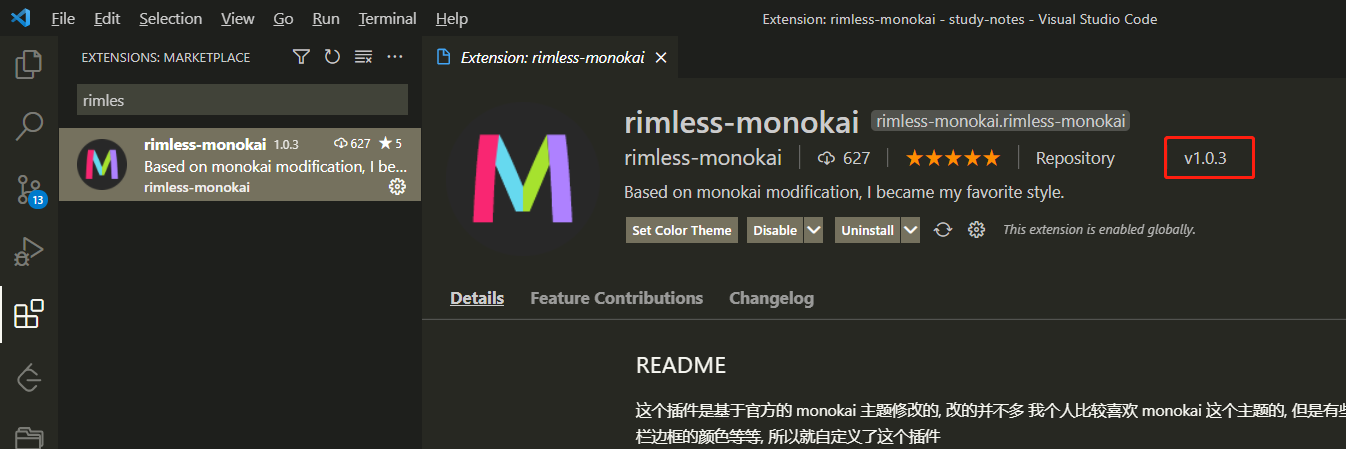 File Edit Selection View Go Run Terminal Help
Extension: rimless-monokai - study-notes - Visual Studio Code
EXTENSIONS: MARKETPLACE
rimles
rimless-monokai 1.0.3 627 ★ 5
Based on monokai modification, I be...
rimless-monokai
13
Extension: rimless-monokai
rimless-monokai rimless-monokai.rimless-monokai
rimless-monokai 627 ★★★★★ Repository v1.0.3
Based on monokai modification, I became my favorite style.
Set Color Theme Disable Uninstall This extension is enabled globally.
Details Feature Contributions Changelog
README
这个插件是基于官方的 monokai 主题修改的, 改的并不多 我个人比较喜欢 monokai 这个主题的, 但是有些
栏边框的颜色等等, 所以就自定义了这个插件